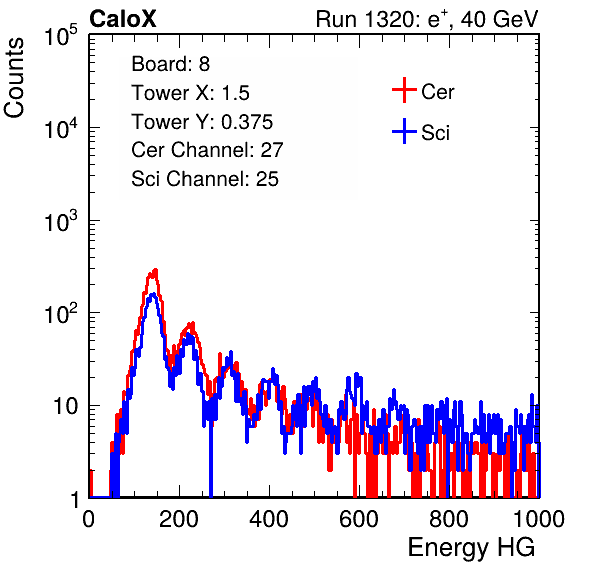 CaloX Run 1320: e⁺, 40 GeV
Counts
Board: 8
Tower X: 1.5
Tower Y: 0.375
Cer Channel: 27
Sci Channel: 25
Cer
Sci
10⁵
10⁴
10³
10²
10
1
0 200 400 600 800 1000
Energy HG